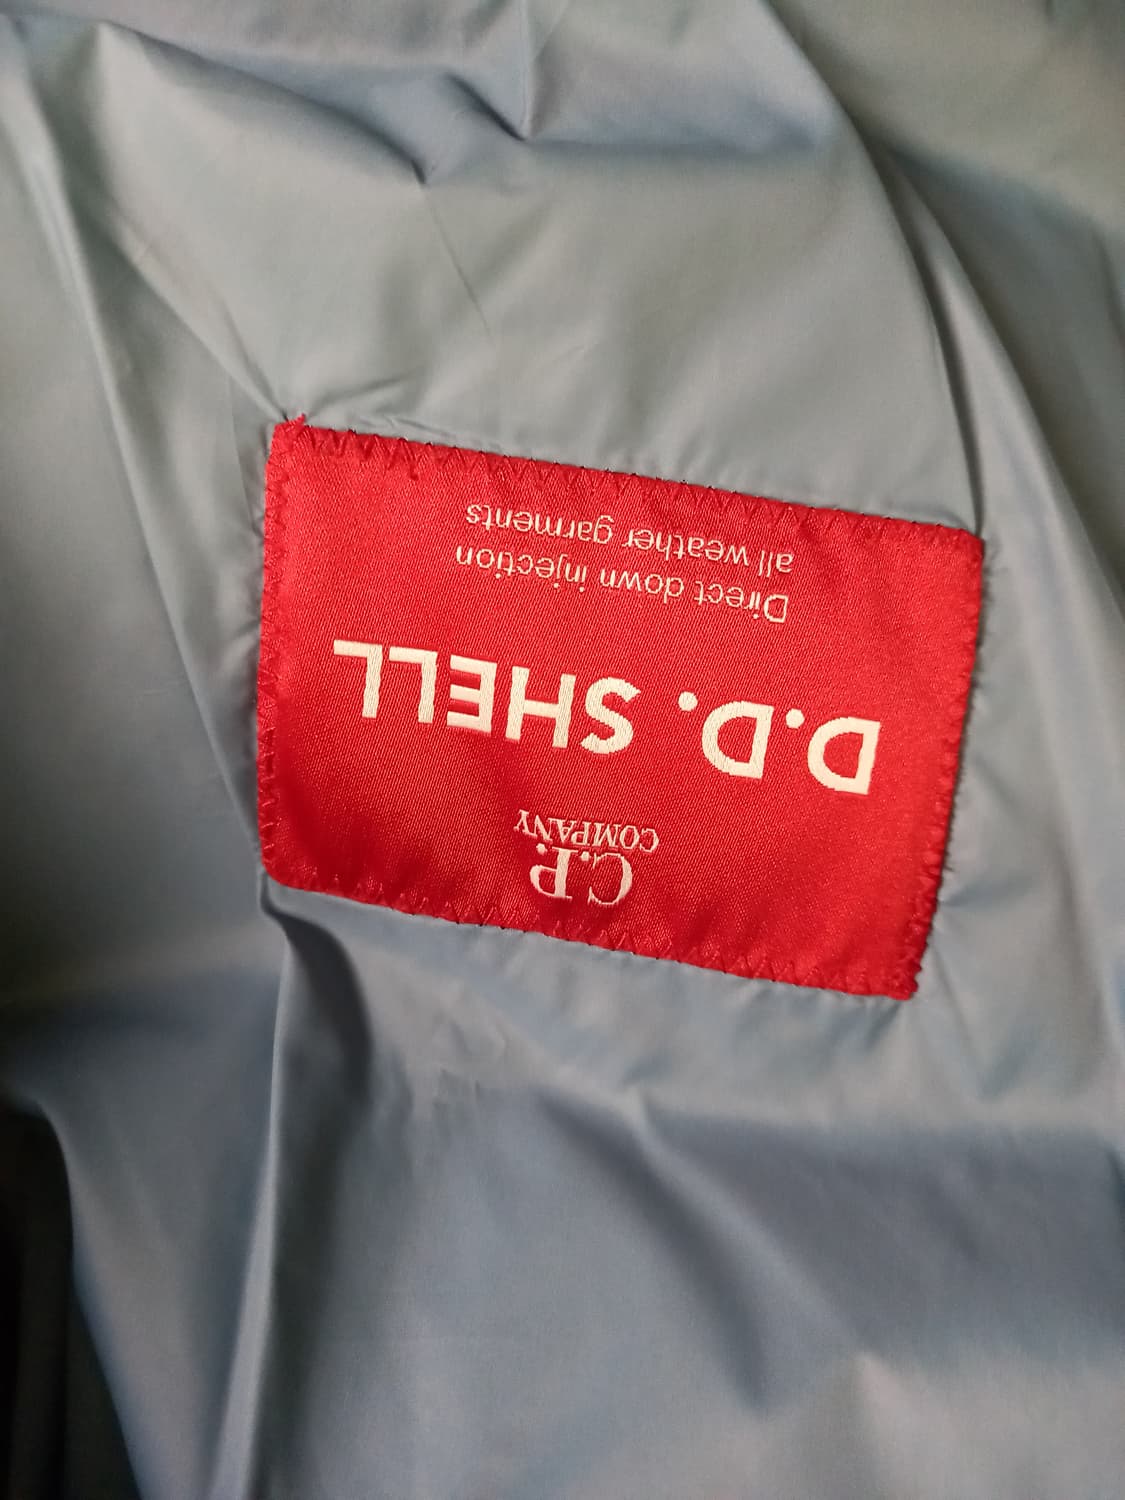 C.P.
COMPANY
D.D. SHELL
Direct down injection
all weather garments